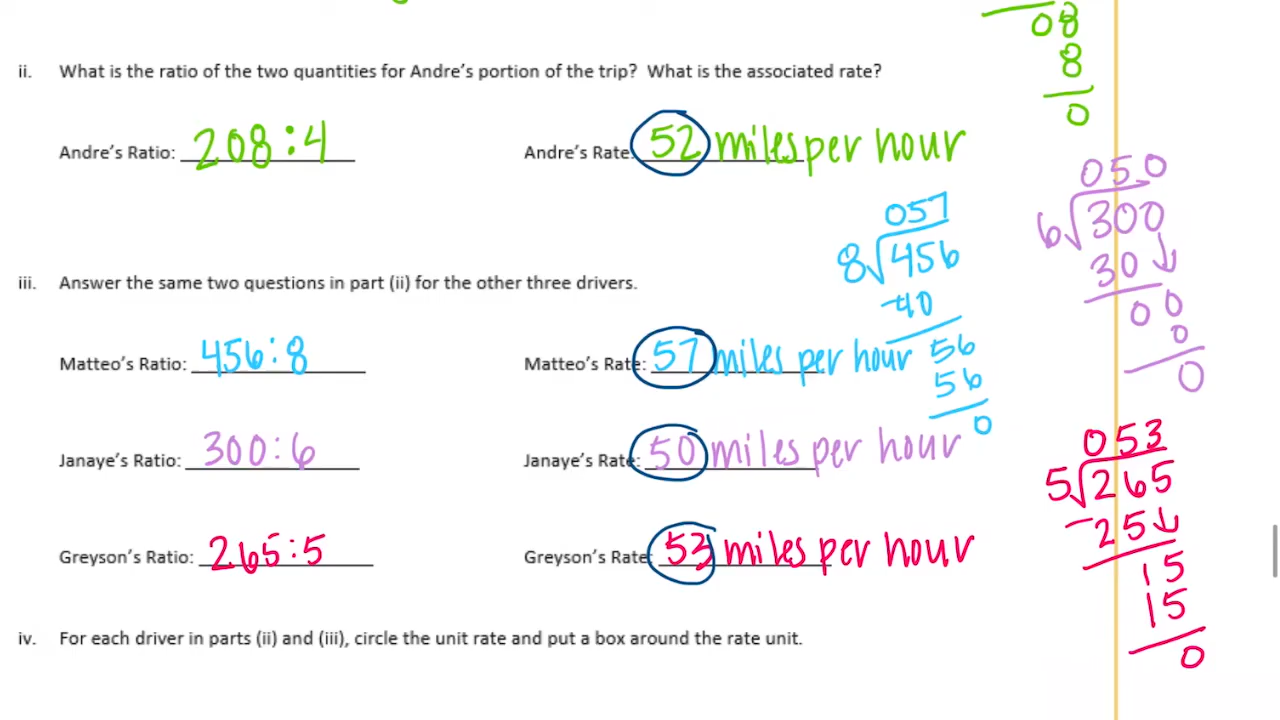 08
8
0
ii. What is the ratio of the two quantities for Andre's portion of the trip? What is the associated rate?
Andre's Ratio: 208:4
Andre's Rate: 52 miles per hour
050
6√300
30
00
0
0
057
8√456
-40
56
56
0
iii. Answer the same two questions in part (ii) for the other three drivers.
Matteo's Ratio: 456:8
Matteo's Rate: 57 miles per hour
Janaye's Ratio: 300:6
Janaye's Rate: 50 miles per hour
053
5√265
-25
15
15
0
Greyson's Ratio: 265:5
Greyson's Rate: 53 miles per hour
iv. For each driver in parts (ii) and (iii), circle the unit rate and put a box around the rate unit.